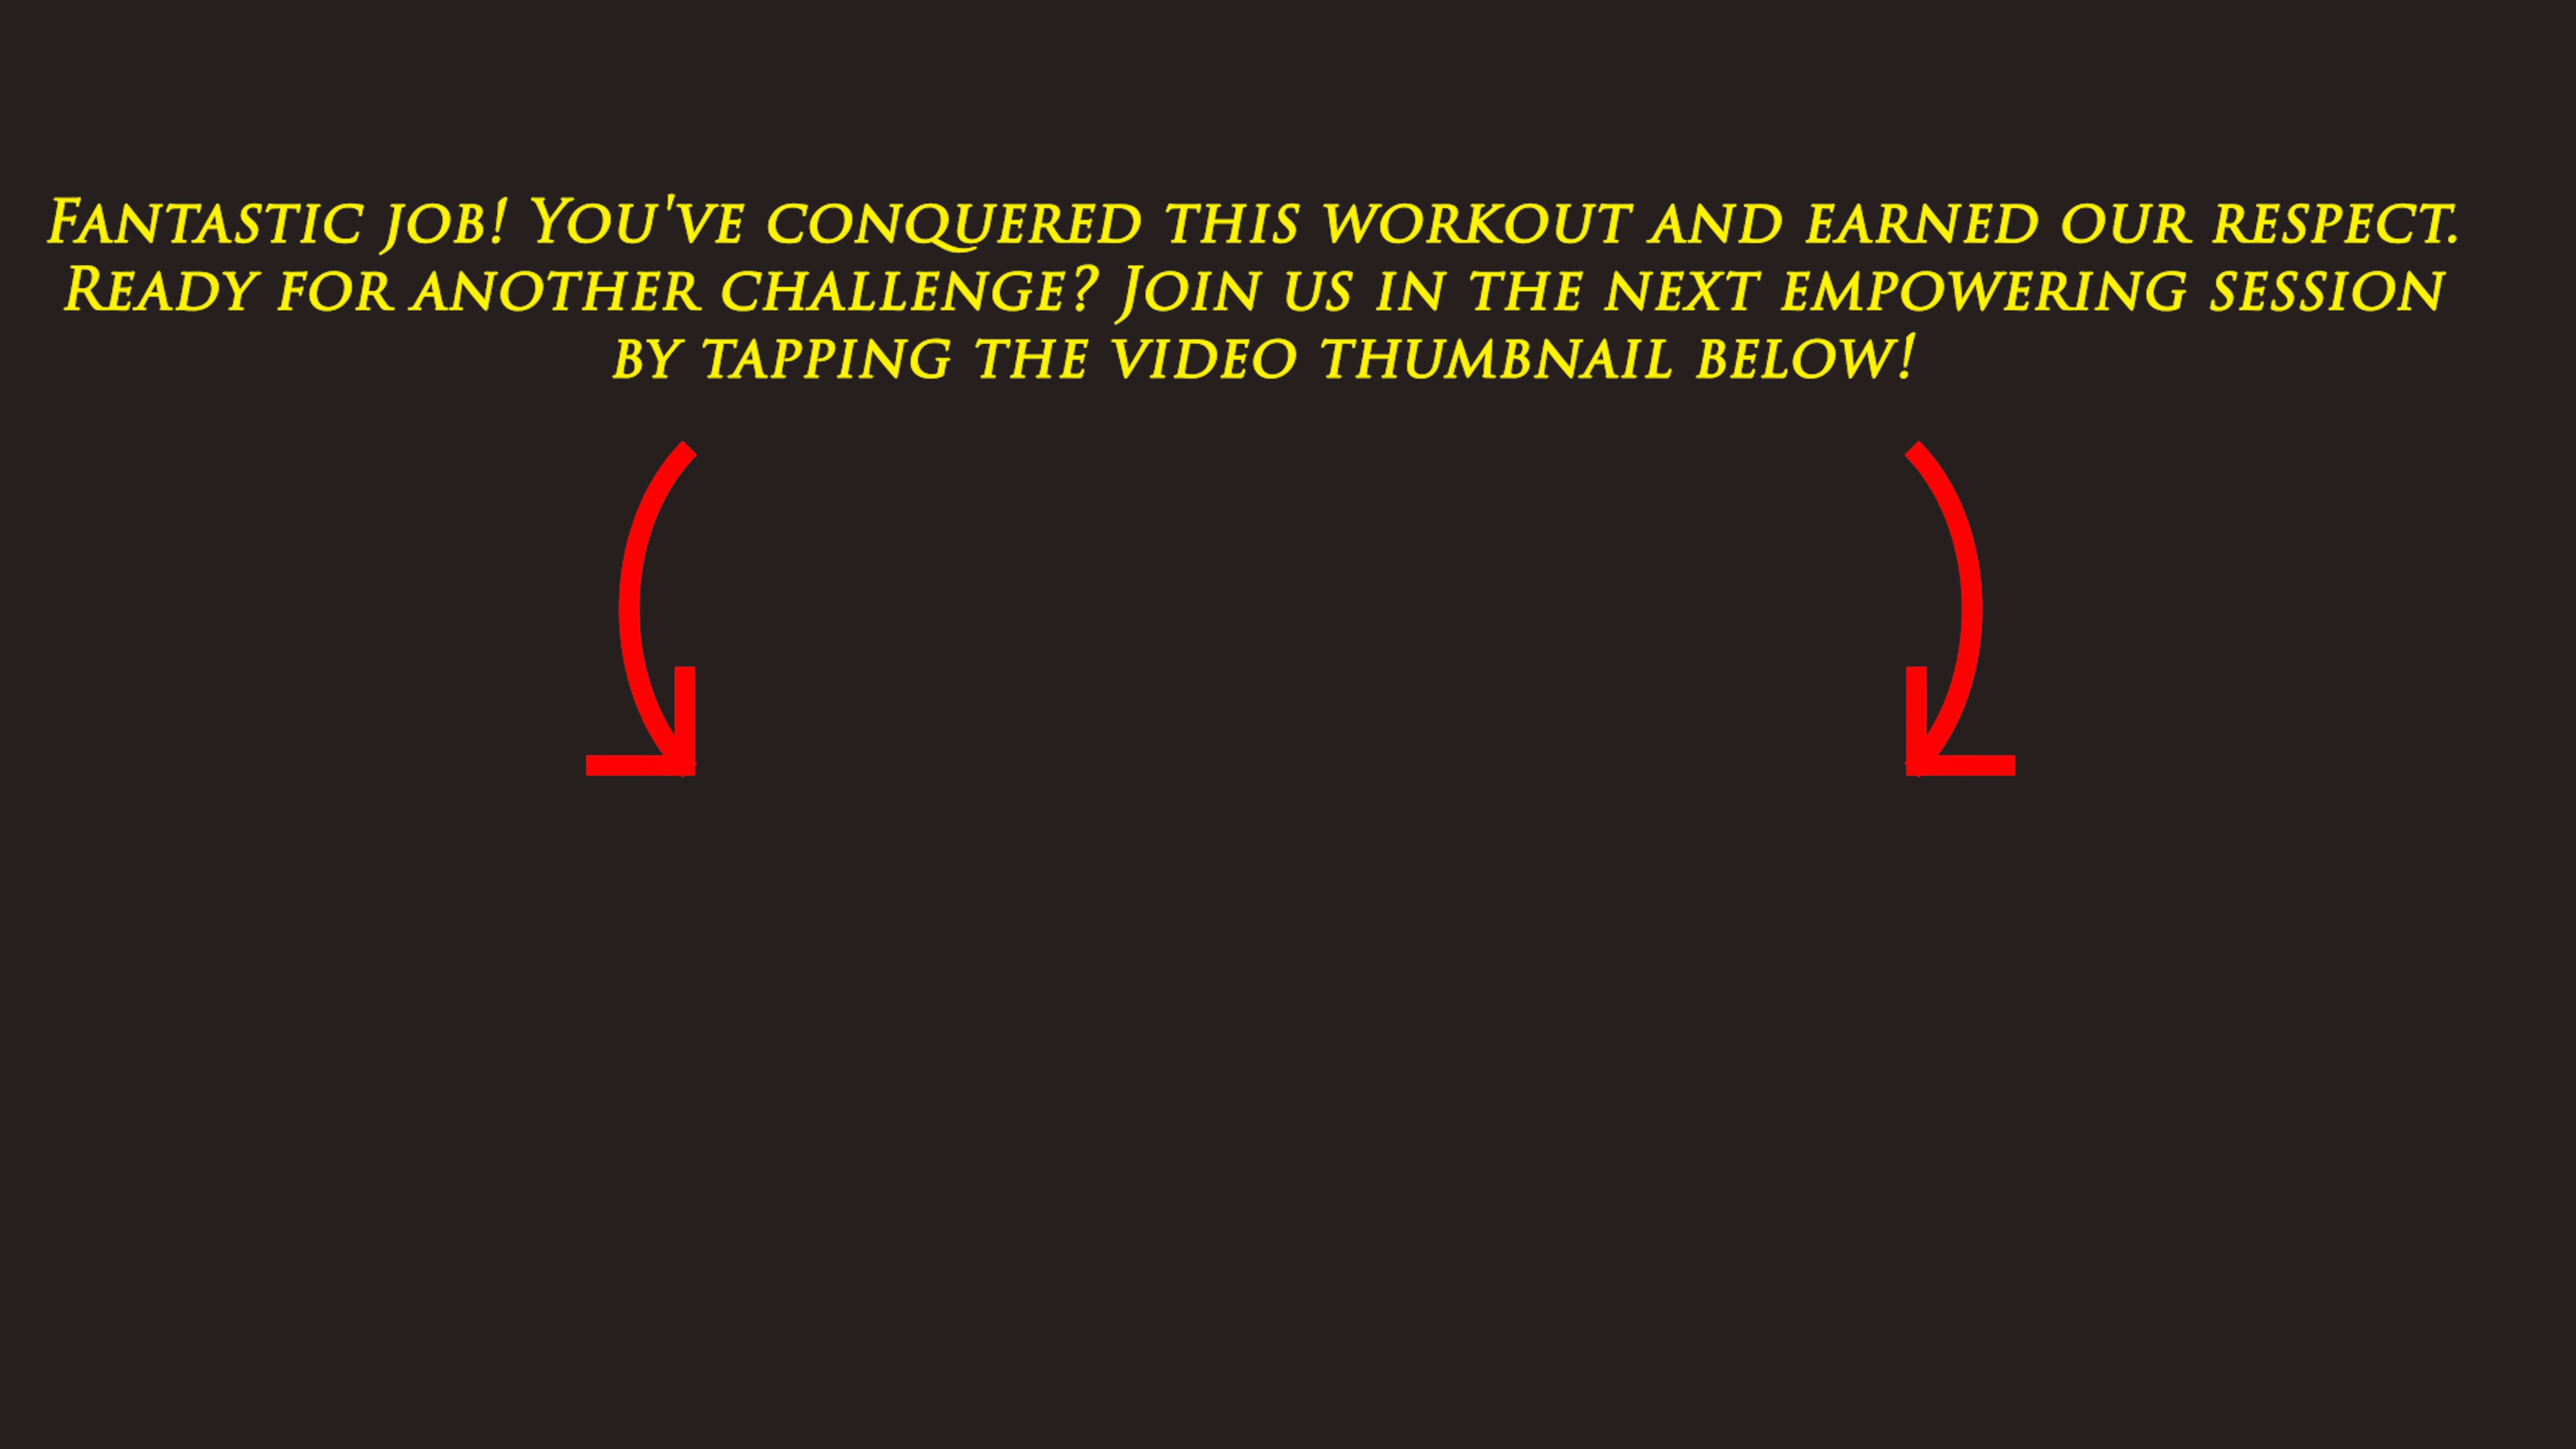 Fantastic job! You've conquered this workout and earned our respect.
Ready for another challenge? Join us in the next empowering session
by tapping the video thumbnail below!